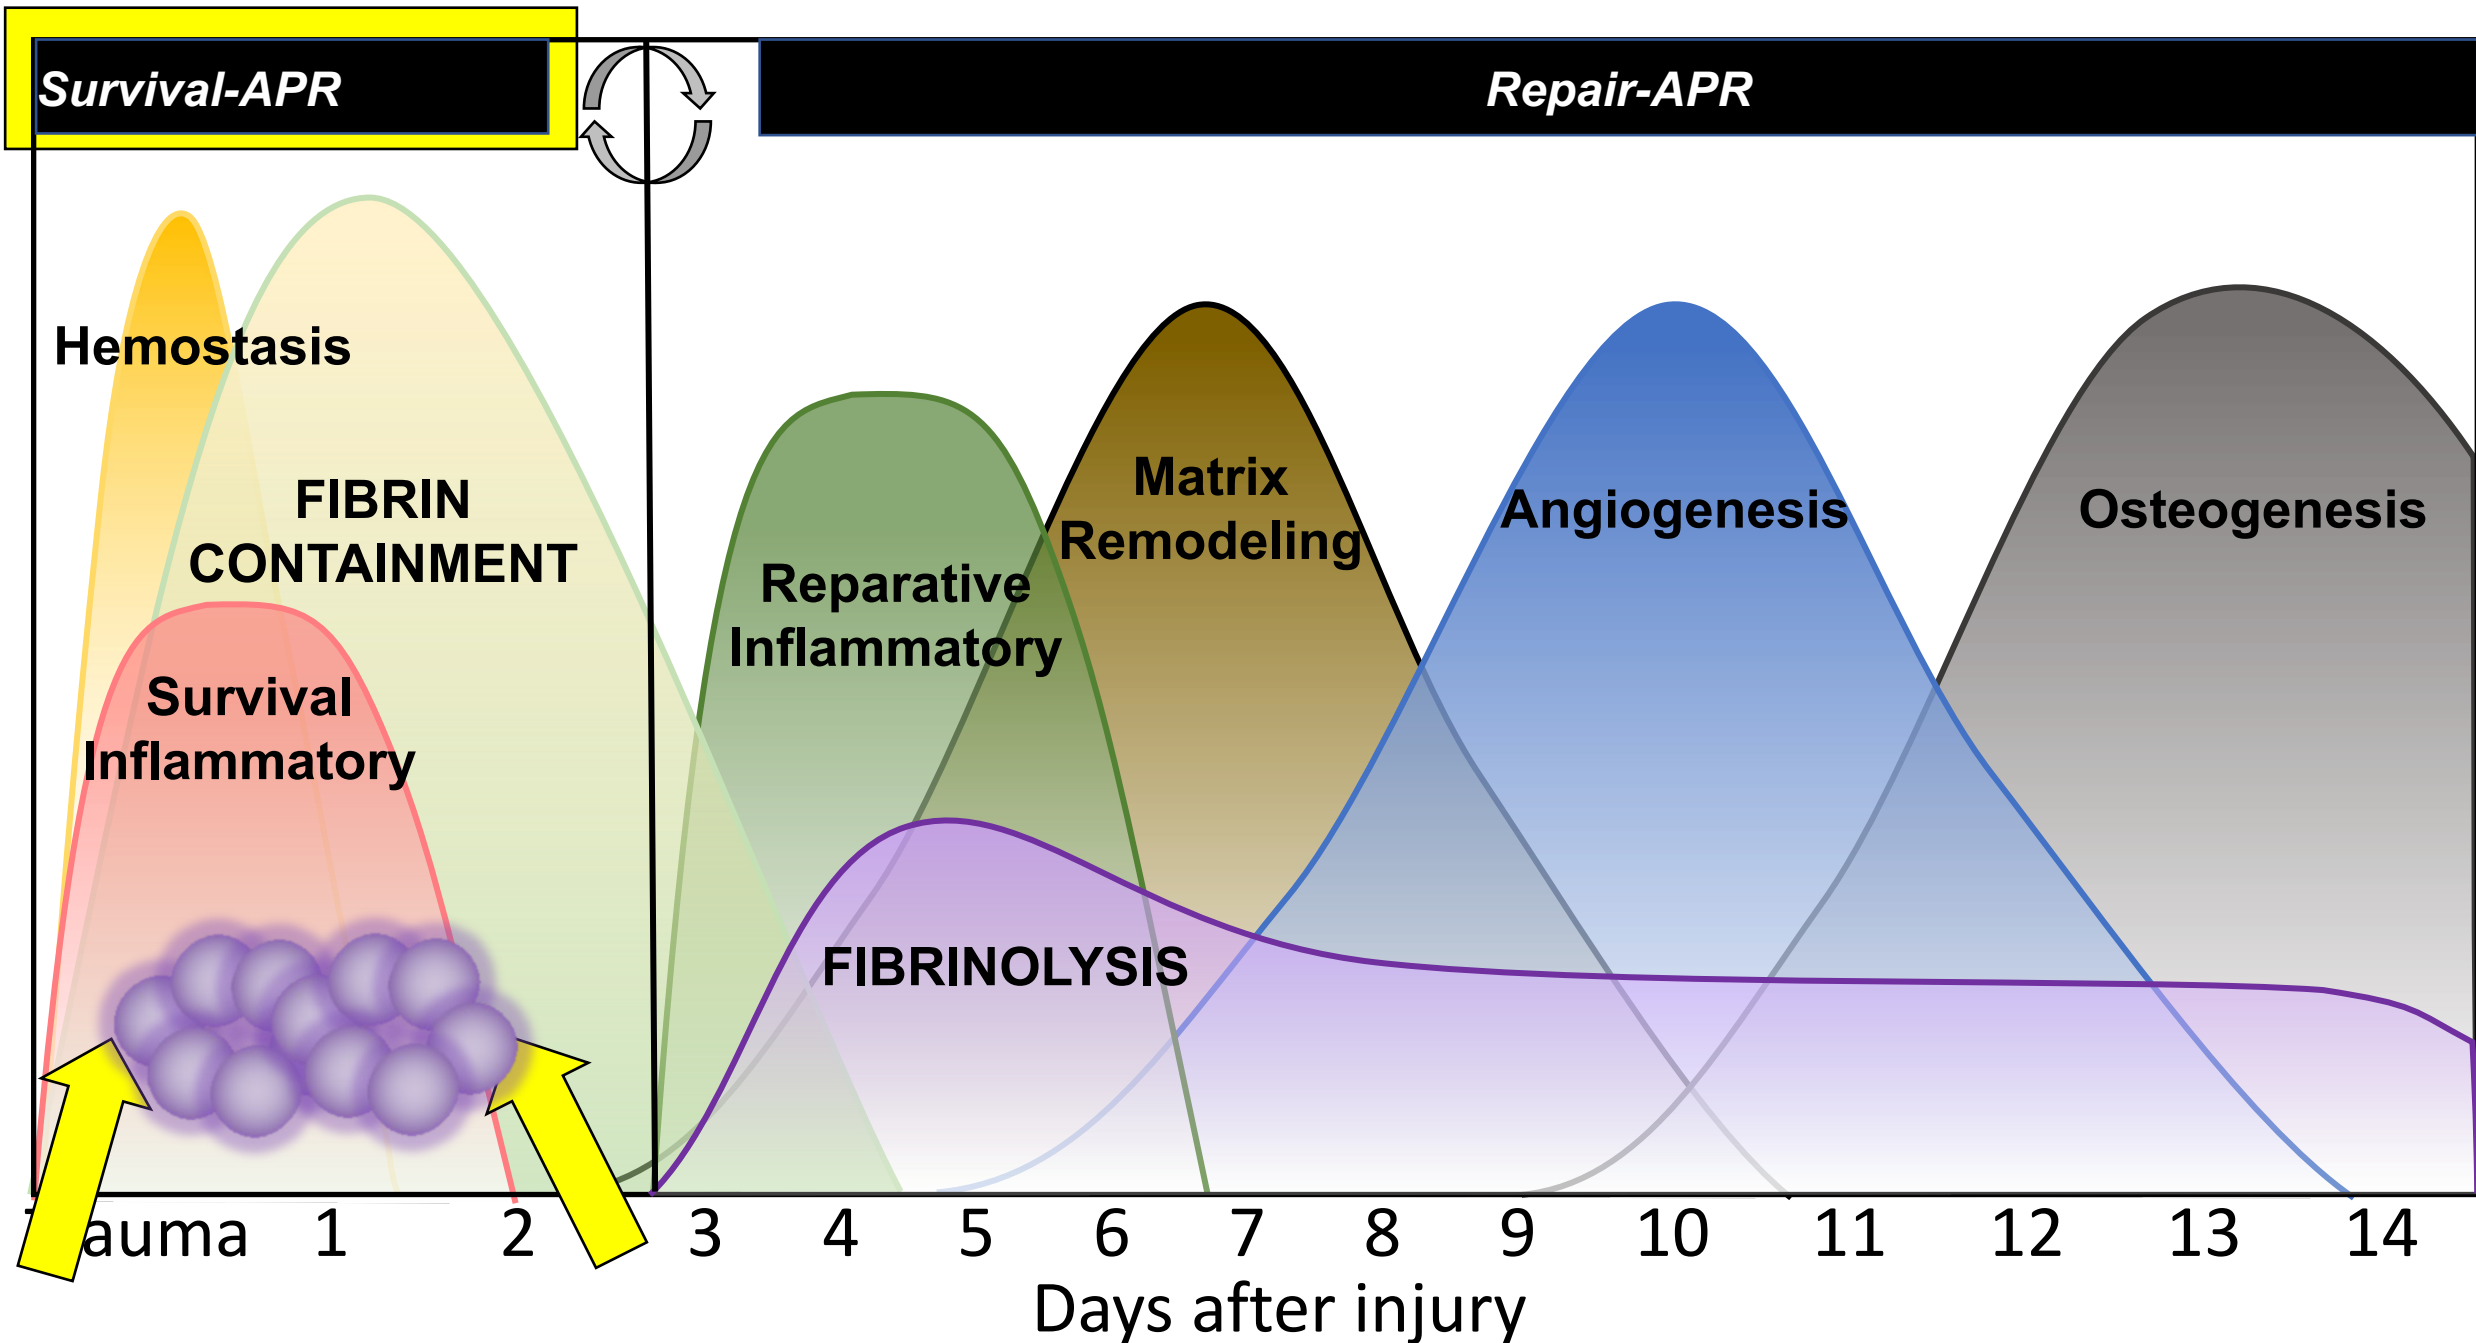 Survival-APR
Repair-APR
Hemostasis
FIBRIN
CONTAINMENT
Survival
Inflammatory
Reparative
Inflammatory
Matrix
Remodeling
Angiogenesis
Osteogenesis
FIBRINOLYSIS
auma 1 2 3 4 5 6 7 8 9 10 11 12 13 14
Days after injury